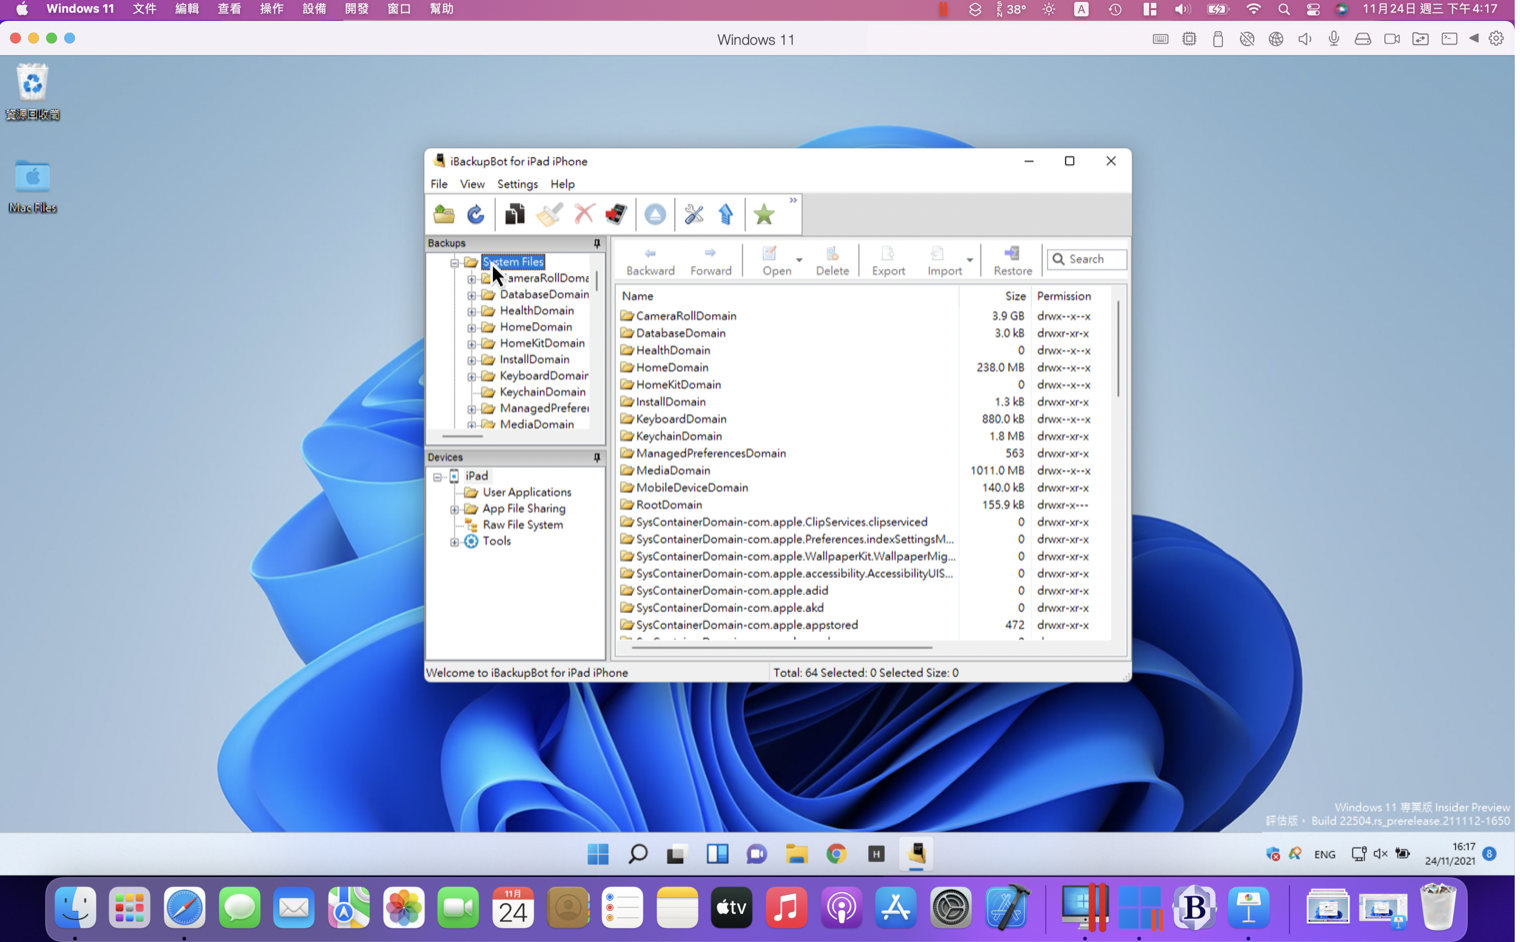 Windows 11 文件 編輯 查看 操作 設備 開發 窗口 幫助
38° A 11月24日 週三 下午4:17
Windows 11
資源回收筒
Mac Files
iBackupBot for iPad iPhone
File View Settings Help
Backups
System Files
CameraRollDoma
DatabaseDomain
HealthDomain
HomeDomain
HomeKitDomain
InstallDomain
KeyboardDomain
KeychainDomain
ManagedPrefere
MediaDomain
Devices
iPad
User Applications
App File Sharing
Raw File System
Tools
Backward Forward Open Delete Export Import Restore Search
Name Size Permission
CameraRollDomain 3.9 GB drwx--x--x
DatabaseDomain 3.0 kB drwxr-xr-x
HealthDomain 0 drwx--x--x
HomeDomain 238.0 MB drwx--x--x
HomeKitDomain 0 drwx--x--x
InstallDomain 1.3 kB drwxr-xr-x
KeyboardDomain 880.0 kB drwx--x--x
KeychainDomain 1.8 MB drwxr-xr-x
ManagedPreferencesDomain 563 drwxr-xr-x
MediaDomain 1011.0 MB drwx--x--x
MobileDeviceDomain 140.0 kB drwxr-xr-x
RootDomain 155.9 kB drwxr-x---
SysContainerDomain-com.apple.ClipServices.clipserviced 0 drwxr-xr-x
SysContainerDomain-com.apple.Preferences.indexSettingsM... 0 drwxr-xr-x
SysContainerDomain-com.apple.WallpaperKit.WallpaperMig... 0 drwxr-xr-x
SysContainerDomain-com.apple.accessibility.AccessibilityUIS... 0 drwxr-xr-x
SysContainerDomain-com.apple.adid 0 drwxr-xr-x
SysContainerDomain-com.apple.akd 0 drwxr-xr-x
SysContainerDomain-com.apple.appstored 472 drwxr-xr-x
Welcome to iBackupBot for iPad iPhone Total: 64 Selected: 0 Selected Size: 0
Windows 11 專業版 Insider Preview
評估版。 Build 22504.rs_prerelease.211112-1650
H
ENG
16:17
24/11/2021
8
11月
24
tv
B